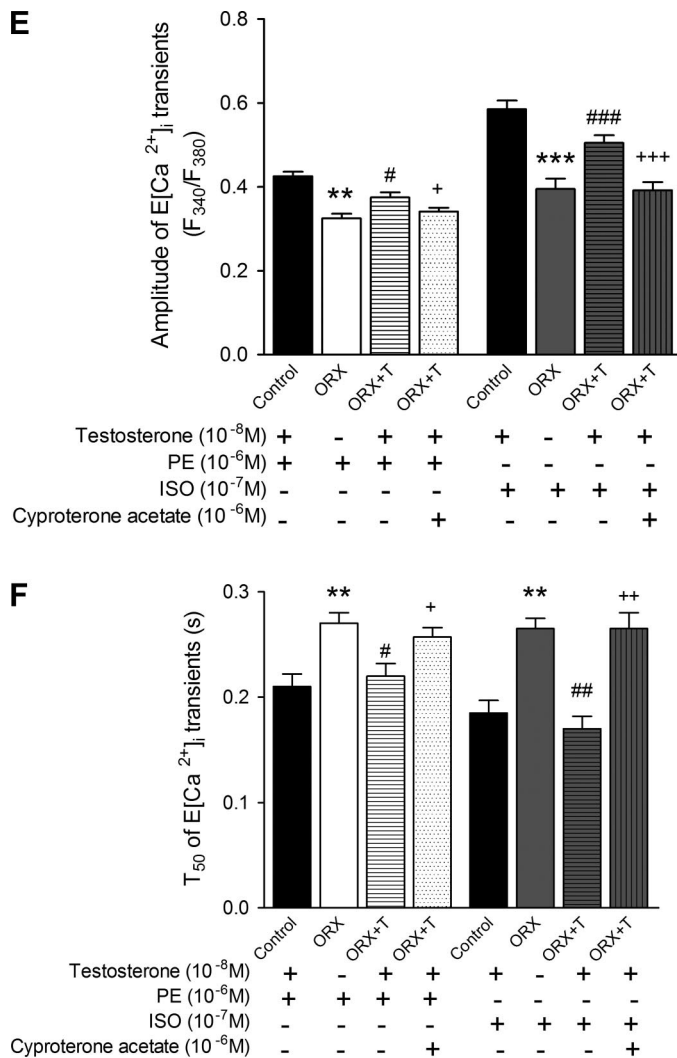 E
Amplitude of E[Ca 2+]i transients
(F340/F380)
0.8
0.6
0.4
0.2
0.0
** # + *** ### +++
Control ORX ORX+T ORX+T Control ORX ORX+T ORX+T
Testosterone (10-8M) + - + + + - + +
PE (10-6M) + + + + - - - -
ISO (10-7M) - - - - + + + +
Cyproterone acetate (10-6M) - - - + - - - +
F
T50 of E[Ca 2+]i transients (s)
0.3
0.2
0.1
0.0
** # + ** ## ++
Control ORX ORX+T ORX+T Control ORX ORX+T ORX+T
Testosterone (10-8M) + - + + + - + +
PE (10-6M) + + + + - - - -
ISO (10-7M) - - - - + + + +
Cyproterone acetate (10-6M) - - - + - - - +